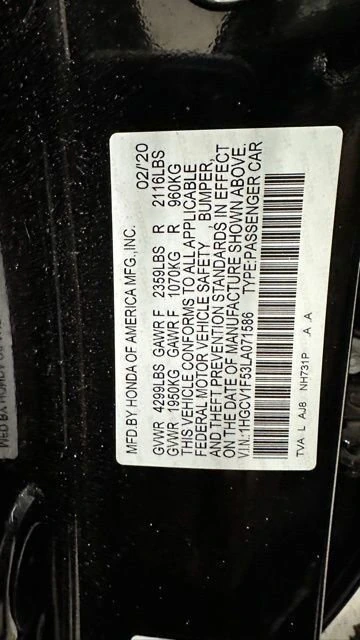 MFD.BY HONDA OF AMERICA MFG.,INC. 02/'20
GVWR 4299LBS GAWR F 2359LBS R 2116LBS
GVWR 1950KG GAWR F 1070KG R 960KG
THIS VEHICLE CONFORMS TO ALL APPLICABLE
FEDERAL MOTOR VEHICLE SAFETY , BUMPER,
AND THEFT PREVENTION STANDARDS IN EFFECT
ON THE DATE OF MANUFACTURE SHOWN ABOVE.
V.I.N.:1HGCV1F53LA071586 TYPE:PASSENGER CAR
TVA L AJ8 NH731P A A